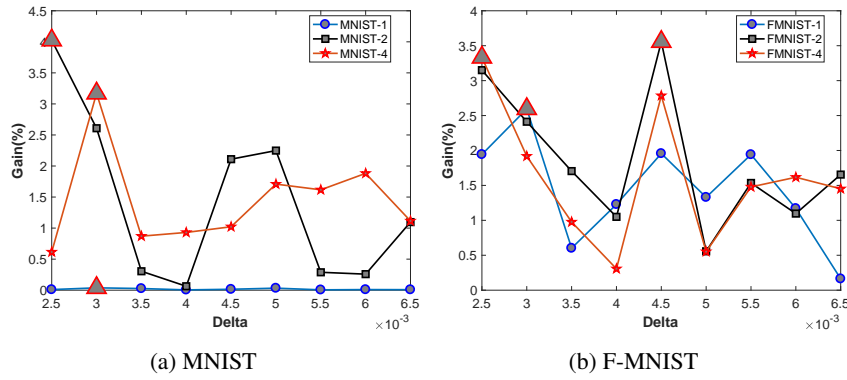 4.5
4
3.5
3
2.5
2
1.5
1
0.5
0
Gain(%)
2.5 3 3.5 4 4.5 5 5.5 6 6.5
Delta
×10⁻³
MNIST-1
MNIST-2
MNIST-4
(a) MNIST
4
3.5
3
2.5
2
1.5
1
0.5
0
Gain(%)
2.5 3 3.5 4 4.5 5 5.5 6 6.5
Delta
×10⁻³
FMNIST-1
FMNIST-2
FMNIST-4
(b) F-MNIST